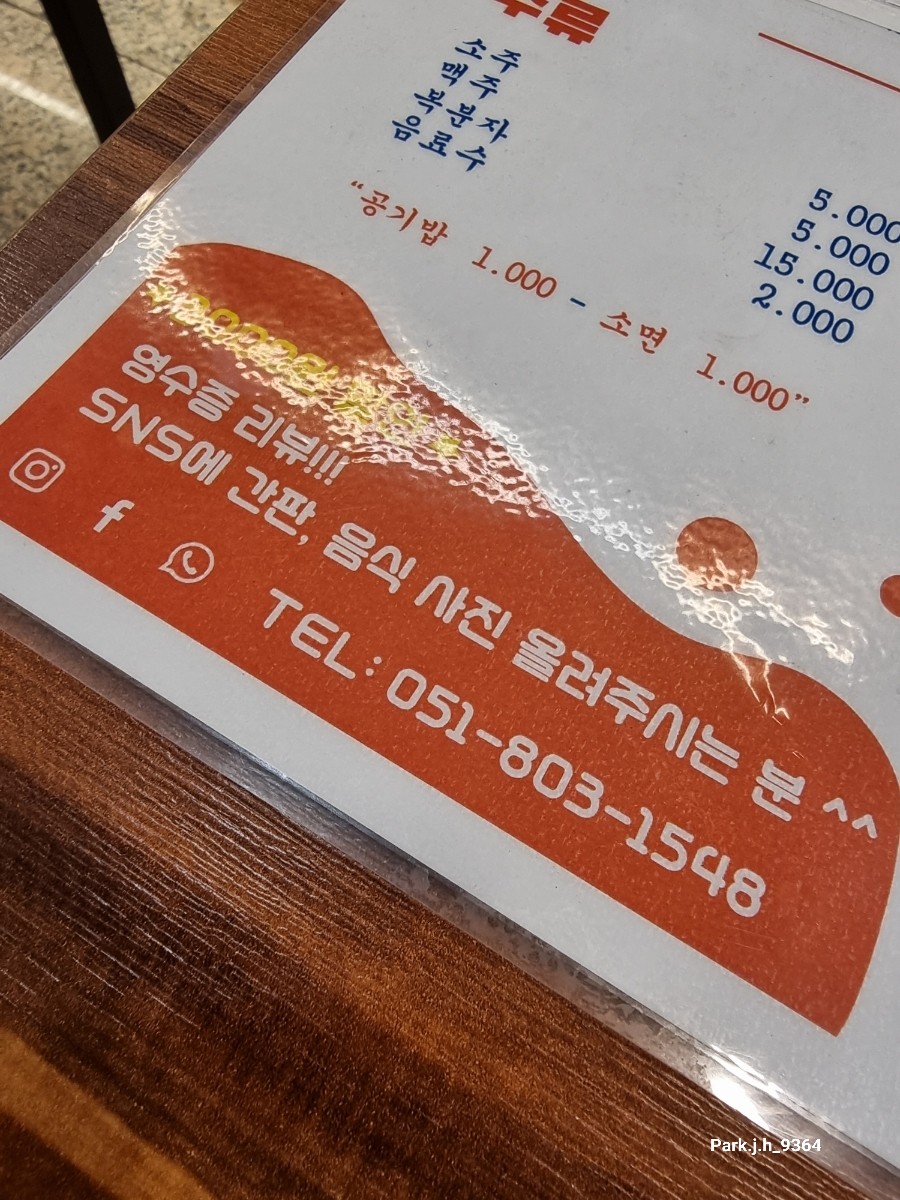 주류
소주 5.000
맥주 5.000
복분자 15.000
음료수 2.000
“공기밥 1.000 - 소면 1.000”
영수증 리뷰!!!
SNS에 간판, 음식 사진 올려주시는 분 ^^
TEL: 051-803-1548
Park.j.h_9364